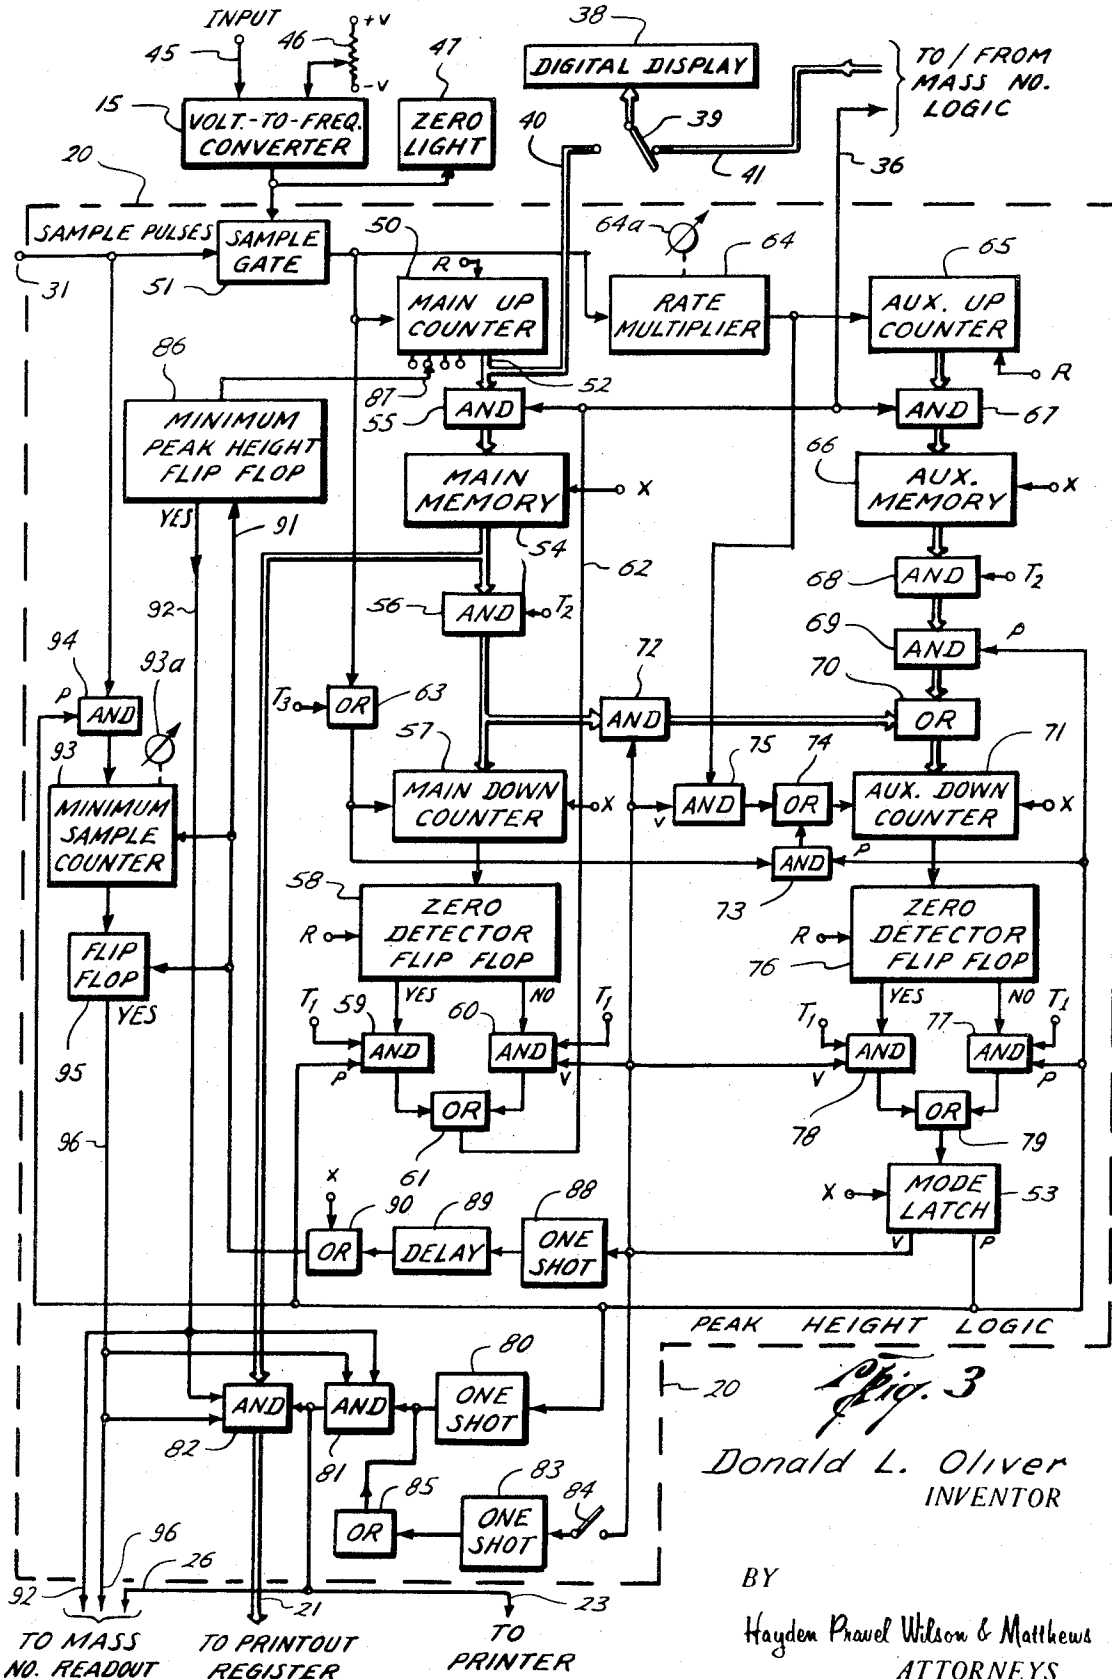 INPUT
45
46
+V
-V
47
15
VOLT.-TO-FREQ.
CONVERTER
ZERO
LIGHT
38
DIGITAL DISPLAY
39
40
41
36
TO/FROM
MASS NO.
LOGIC
20
SAMPLE PULSES
31
SAMPLE
GATE
51
50
R
MAIN UP
COUNTER
64a
64
RATE
MULTIPLIER
65
AUX. UP
COUNTER
R
86
MINIMUM
PEAK HEIGHT
FLIP FLOP
YES
91
87
52
AND
55
AND
67
MAIN
MEMORY
X
54
66
AUX.
MEMORY
X
62
92
56
AND
T2
68
AND
T2
69
AND
P
94
P
AND
93a
T3
OR
63
72
AND
70
OR
93
MINIMUM
SAMPLE
COUNTER
57
MAIN DOWN
COUNTER
X
75
V
AND
74
OR
71
AUX. DOWN
COUNTER
X
AND
P
73
58
R
ZERO
DETECTOR
FLIP FLOP
YES
NO
R
76
ZERO
DETECTOR
FLIP FLOP
YES
NO
FLIP
FLOP
YES
95
T1
59
AND
P
60
AND
T1
V
T1
AND
V
78
77
AND
T1
P
OR
61
OR
79
96
X
OR
90
89
DELAY
88
ONE
SHOT
X
MODE
LATCH
53
V
P
PEAK HEIGHT LOGIC
AND
82
AND
81
80
ONE
SHOT
20
85
OR
83
ONE
SHOT
84
92
96
26
21
23
TO MASS
NO. READOUT
TO PRINTOUT
REGISTER
TO
PRINTER
Fig. 3
Donald L. Oliver
INVENTOR
BY
Hayden Pravel Wilson & Matthews
ATTORNEYS